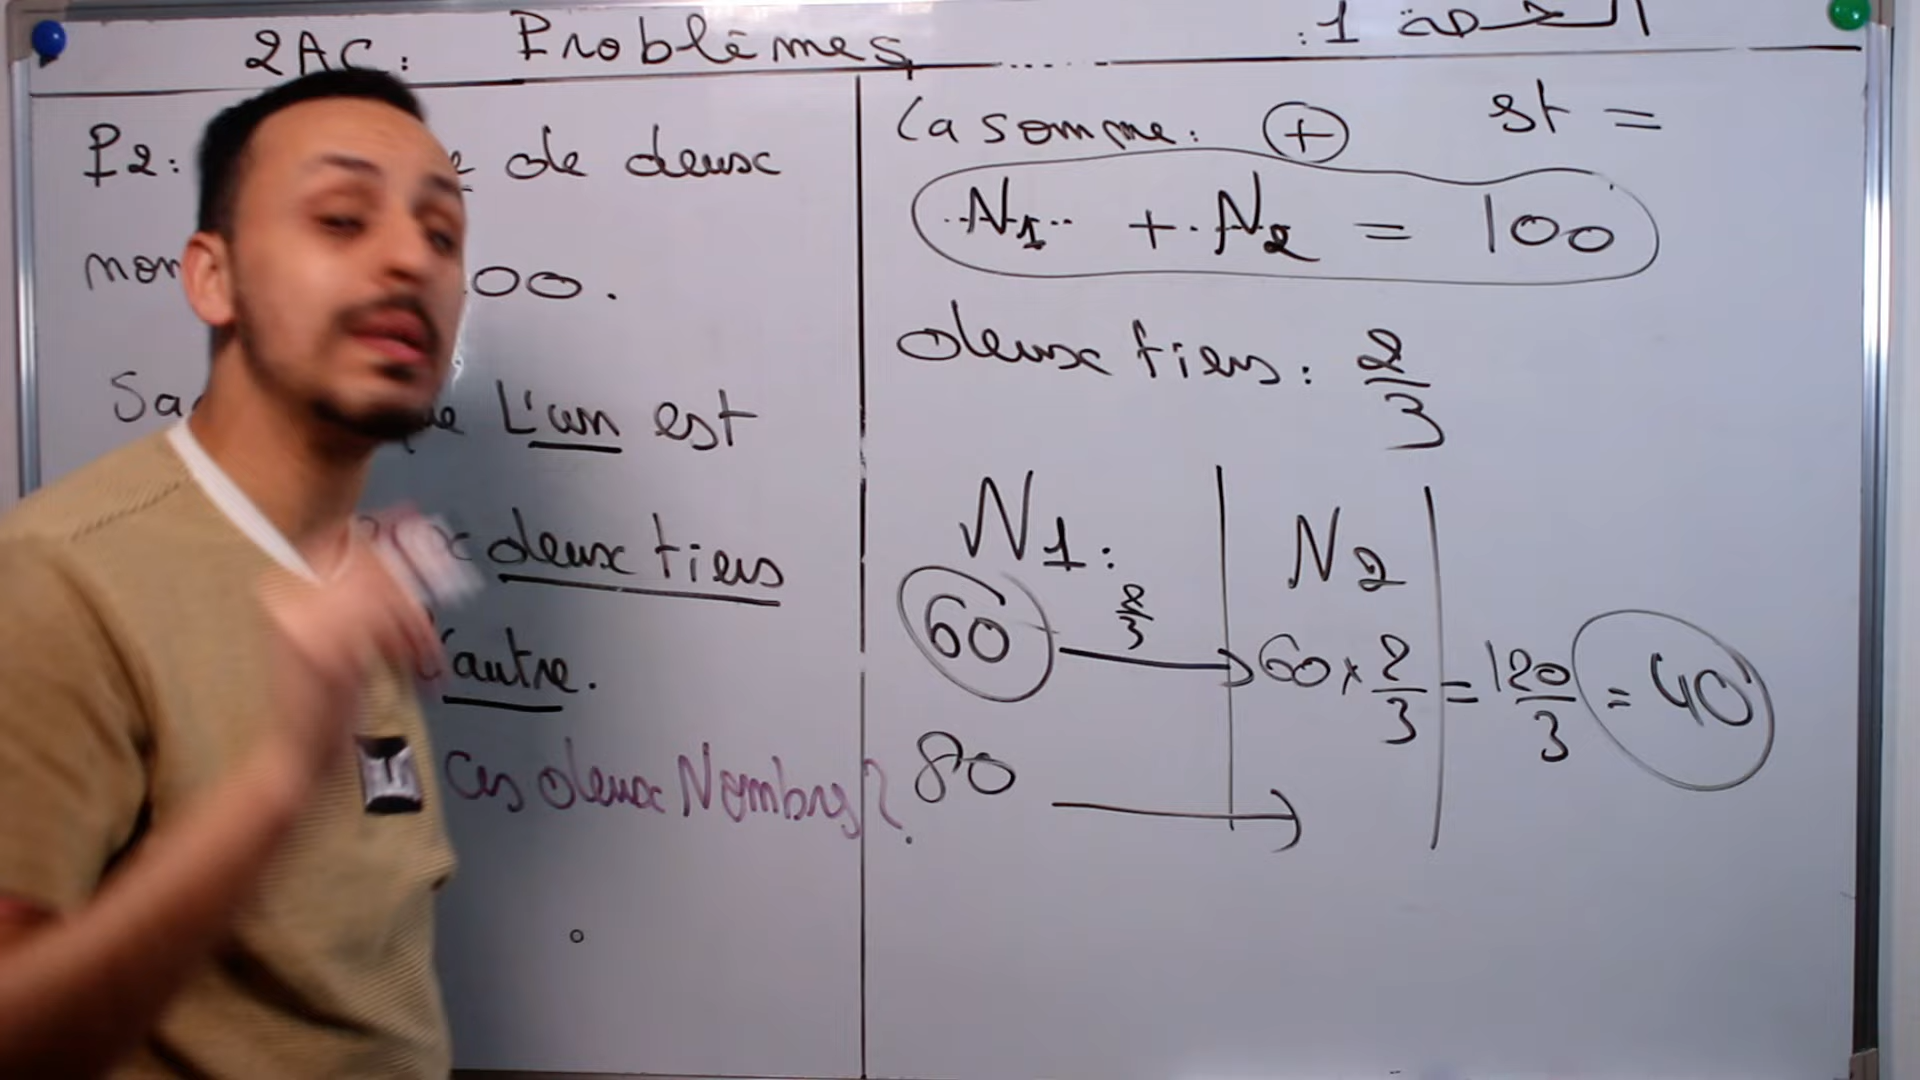 2AC: Problèmes
الحصة 1:
P2: de deux
00.
L'un est
deux tiers
l'autre.
ces deux Nombres?
T
La somme: + st =
..N1.. + . N2 = 100
deux tiers: 2/3
N1: N2
60 2/3 60 x 2/3 = 120/3 = 40
80